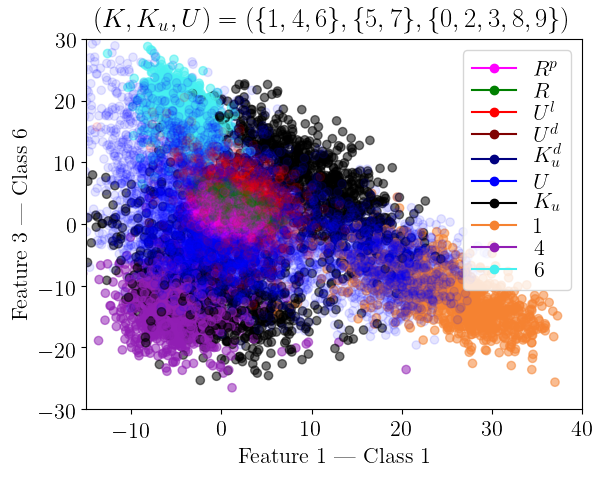 (K, K_u, U) = ({1, 4, 6}, {5, 7}, {0, 2, 3, 8, 9})
30
20
10
0
−10
−20
−30
Feature 3 — Class 6
R^p
R
U^l
U^d
K_u^d
U
K_u
1
4
6
−10
0
10
20
30
40
Feature 1 — Class 1